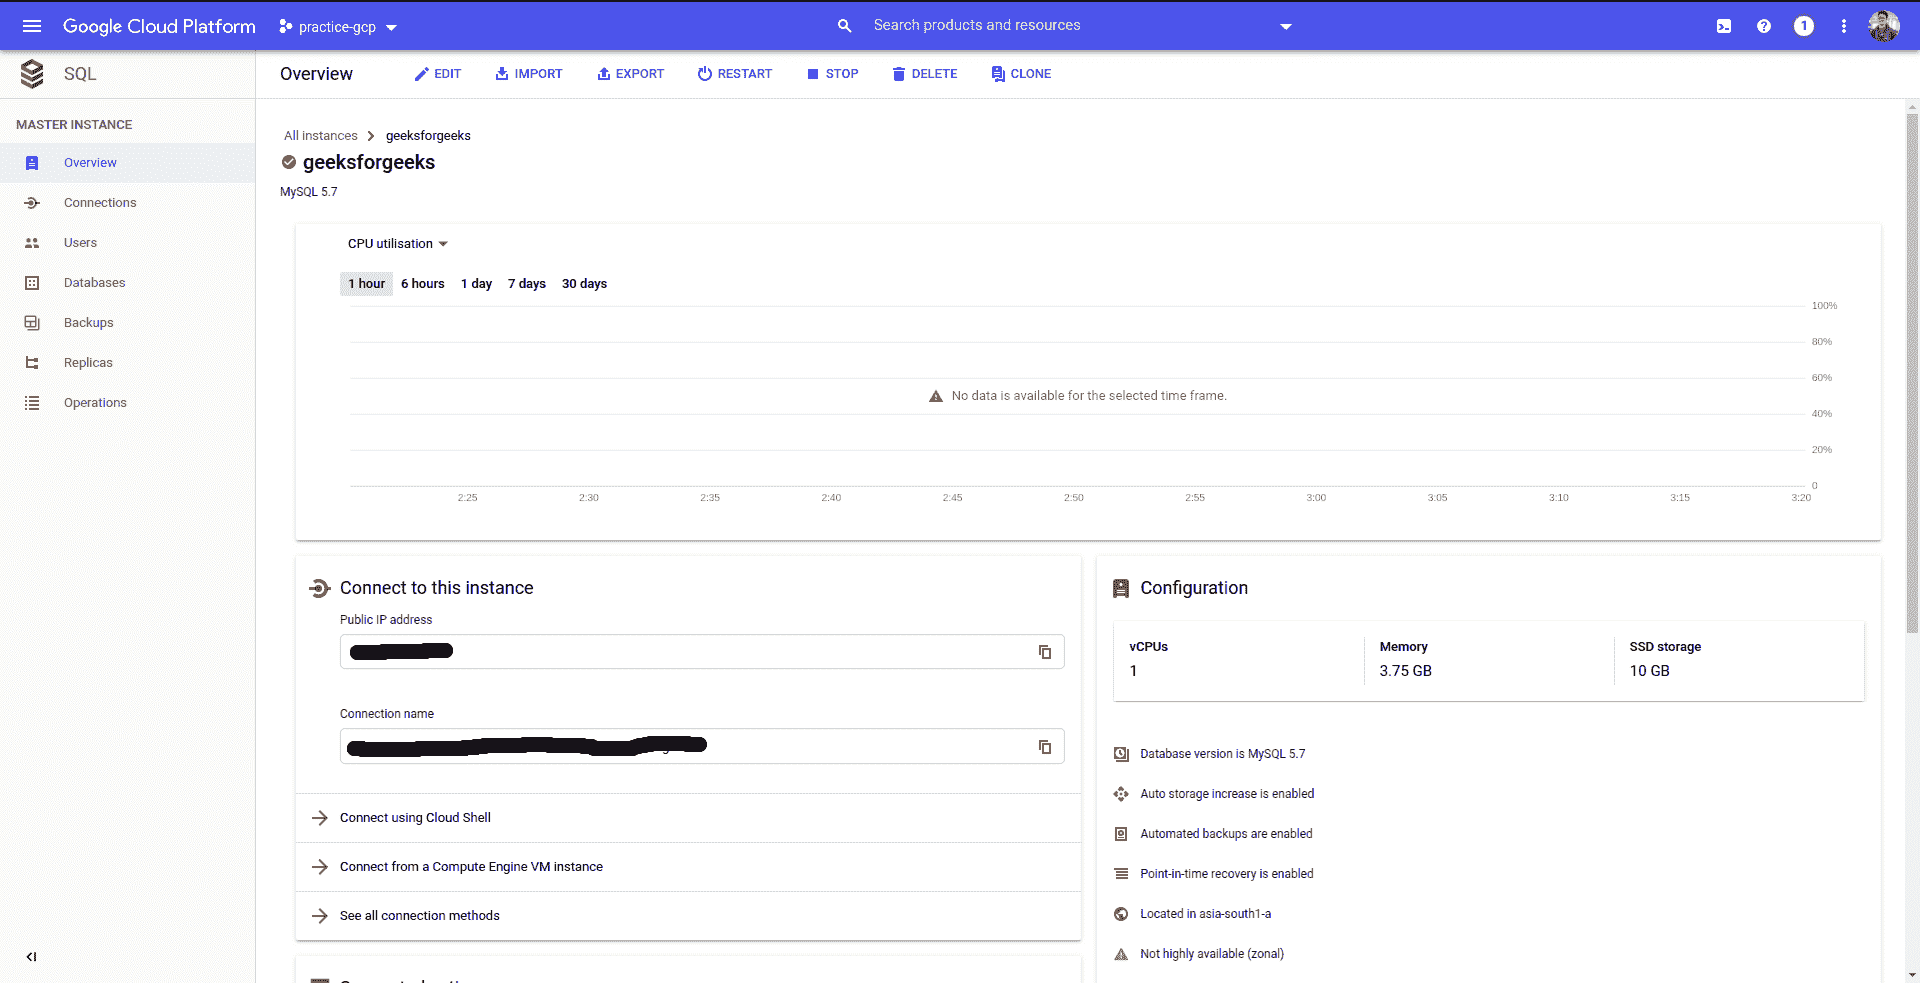 Google Cloud Platform
practice-gcp
Search products and resources
1
SQL
Overview
EDIT
IMPORT
EXPORT
RESTART
STOP
DELETE
CLONE
MASTER INSTANCE
Overview
Connections
Users
Databases
Backups
Replicas
Operations
All instances
geeksforgeeks
geeksforgeeks
MySQL 5.7
CPU utilisation
1 hour
6 hours
1 day
7 days
30 days
100%
80%
60%
40%
20%
0
No data is available for the selected time frame.
2:25
2:30
2:35
2:40
2:45
2:50
2:55
3:00
3:05
3:10
3:15
3:20
Connect to this instance
Public IP address
Connection name
Connect using Cloud Shell
Connect from a Compute Engine VM instance
See all connection methods
Configuration
vCPUs
1
Memory
3.75 GB
SSD storage
10 GB
Database version is MySQL 5.7
Auto storage increase is enabled
Automated backups are enabled
Point-in-time recovery is enabled
Located in asia-south1-a
Not highly available (zonal)